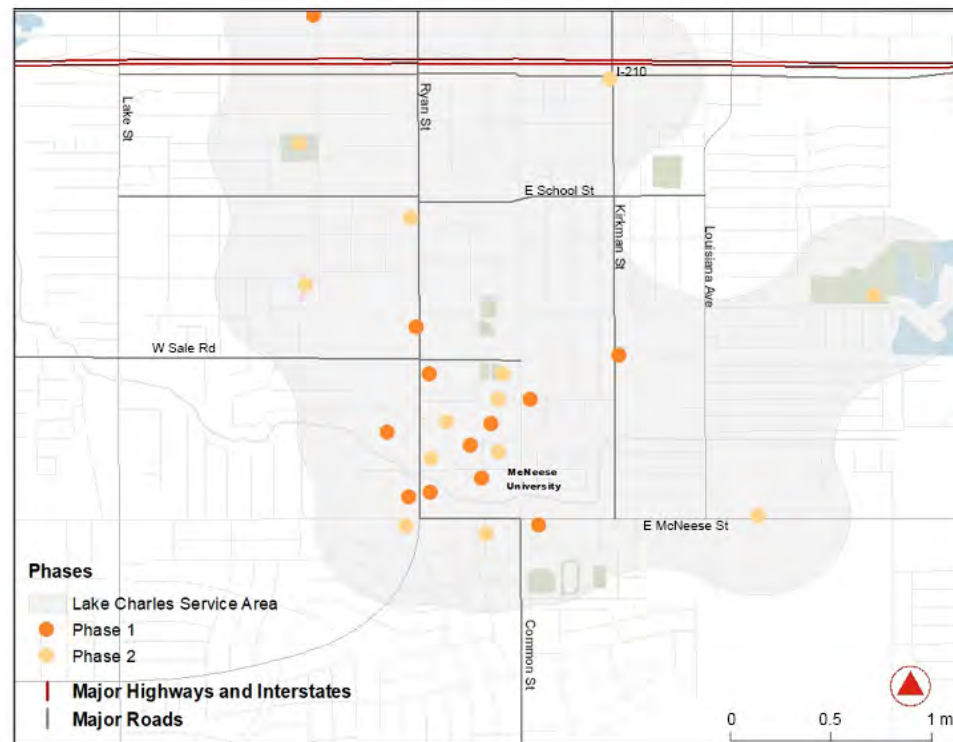 I-210
Lake St
Ryan St
E School St
Kirkman St
Louisiana Ave
W Sale Rd
McNeese
University
E McNeese St
Common St
Phases
Lake Charles Service Area
Phase 1
Phase 2
Major Highways and Interstates
Major Roads
0 0.5 1 m